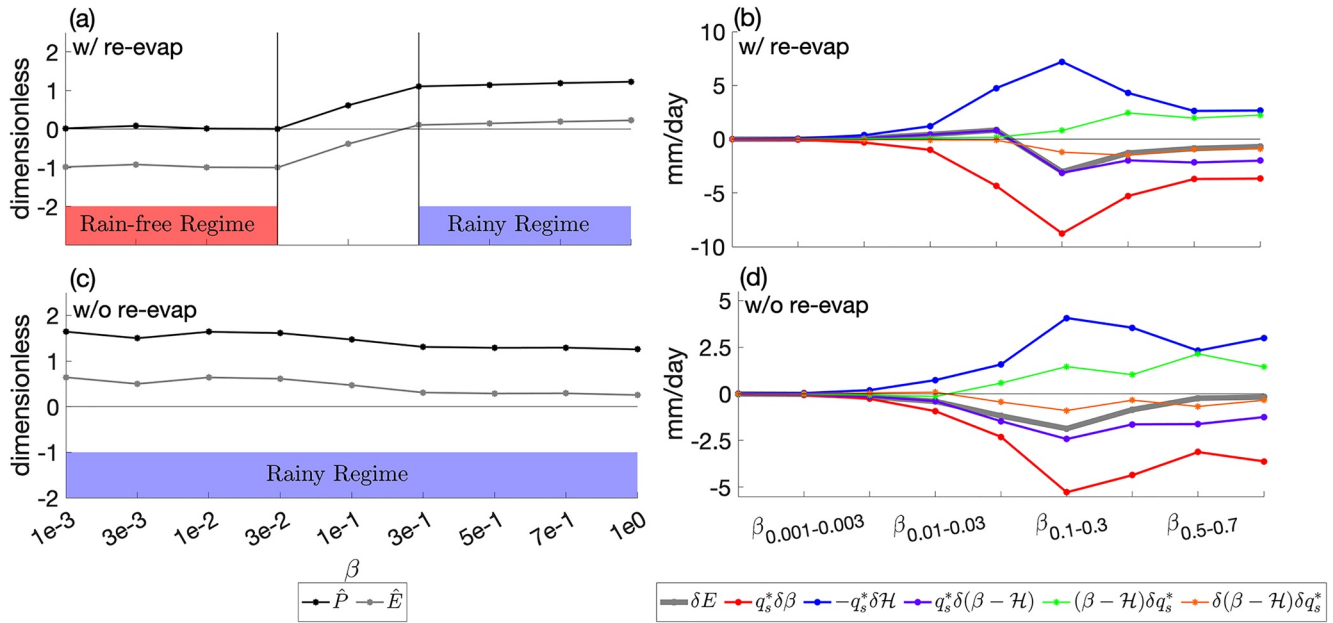 (a)
w/ re-evap
dimensionless
2
1
0
-1
-2
Rain-free Regime
Rainy Regime
(b)
w/ re-evap
mm/day
10
5
0
-5
-10
(c)
w/o re-evap
dimensionless
2
1
0
-1
-2
Rainy Regime
1e-3 3e-3 1e-2 3e-2 1e-1 3e-1 5e-1 7e-1 1e0
β
P̂ Ê
(d)
w/o re-evap
mm/day
5
2.5
0
-2.5
-5
β0.001-0.003 β0.01-0.03 β0.1-0.3 β0.5-0.7
δE q*sδβ −q*sδℋ q*sδ(β − ℋ) (β − ℋ)δq*s δ(β − ℋ)δq*s